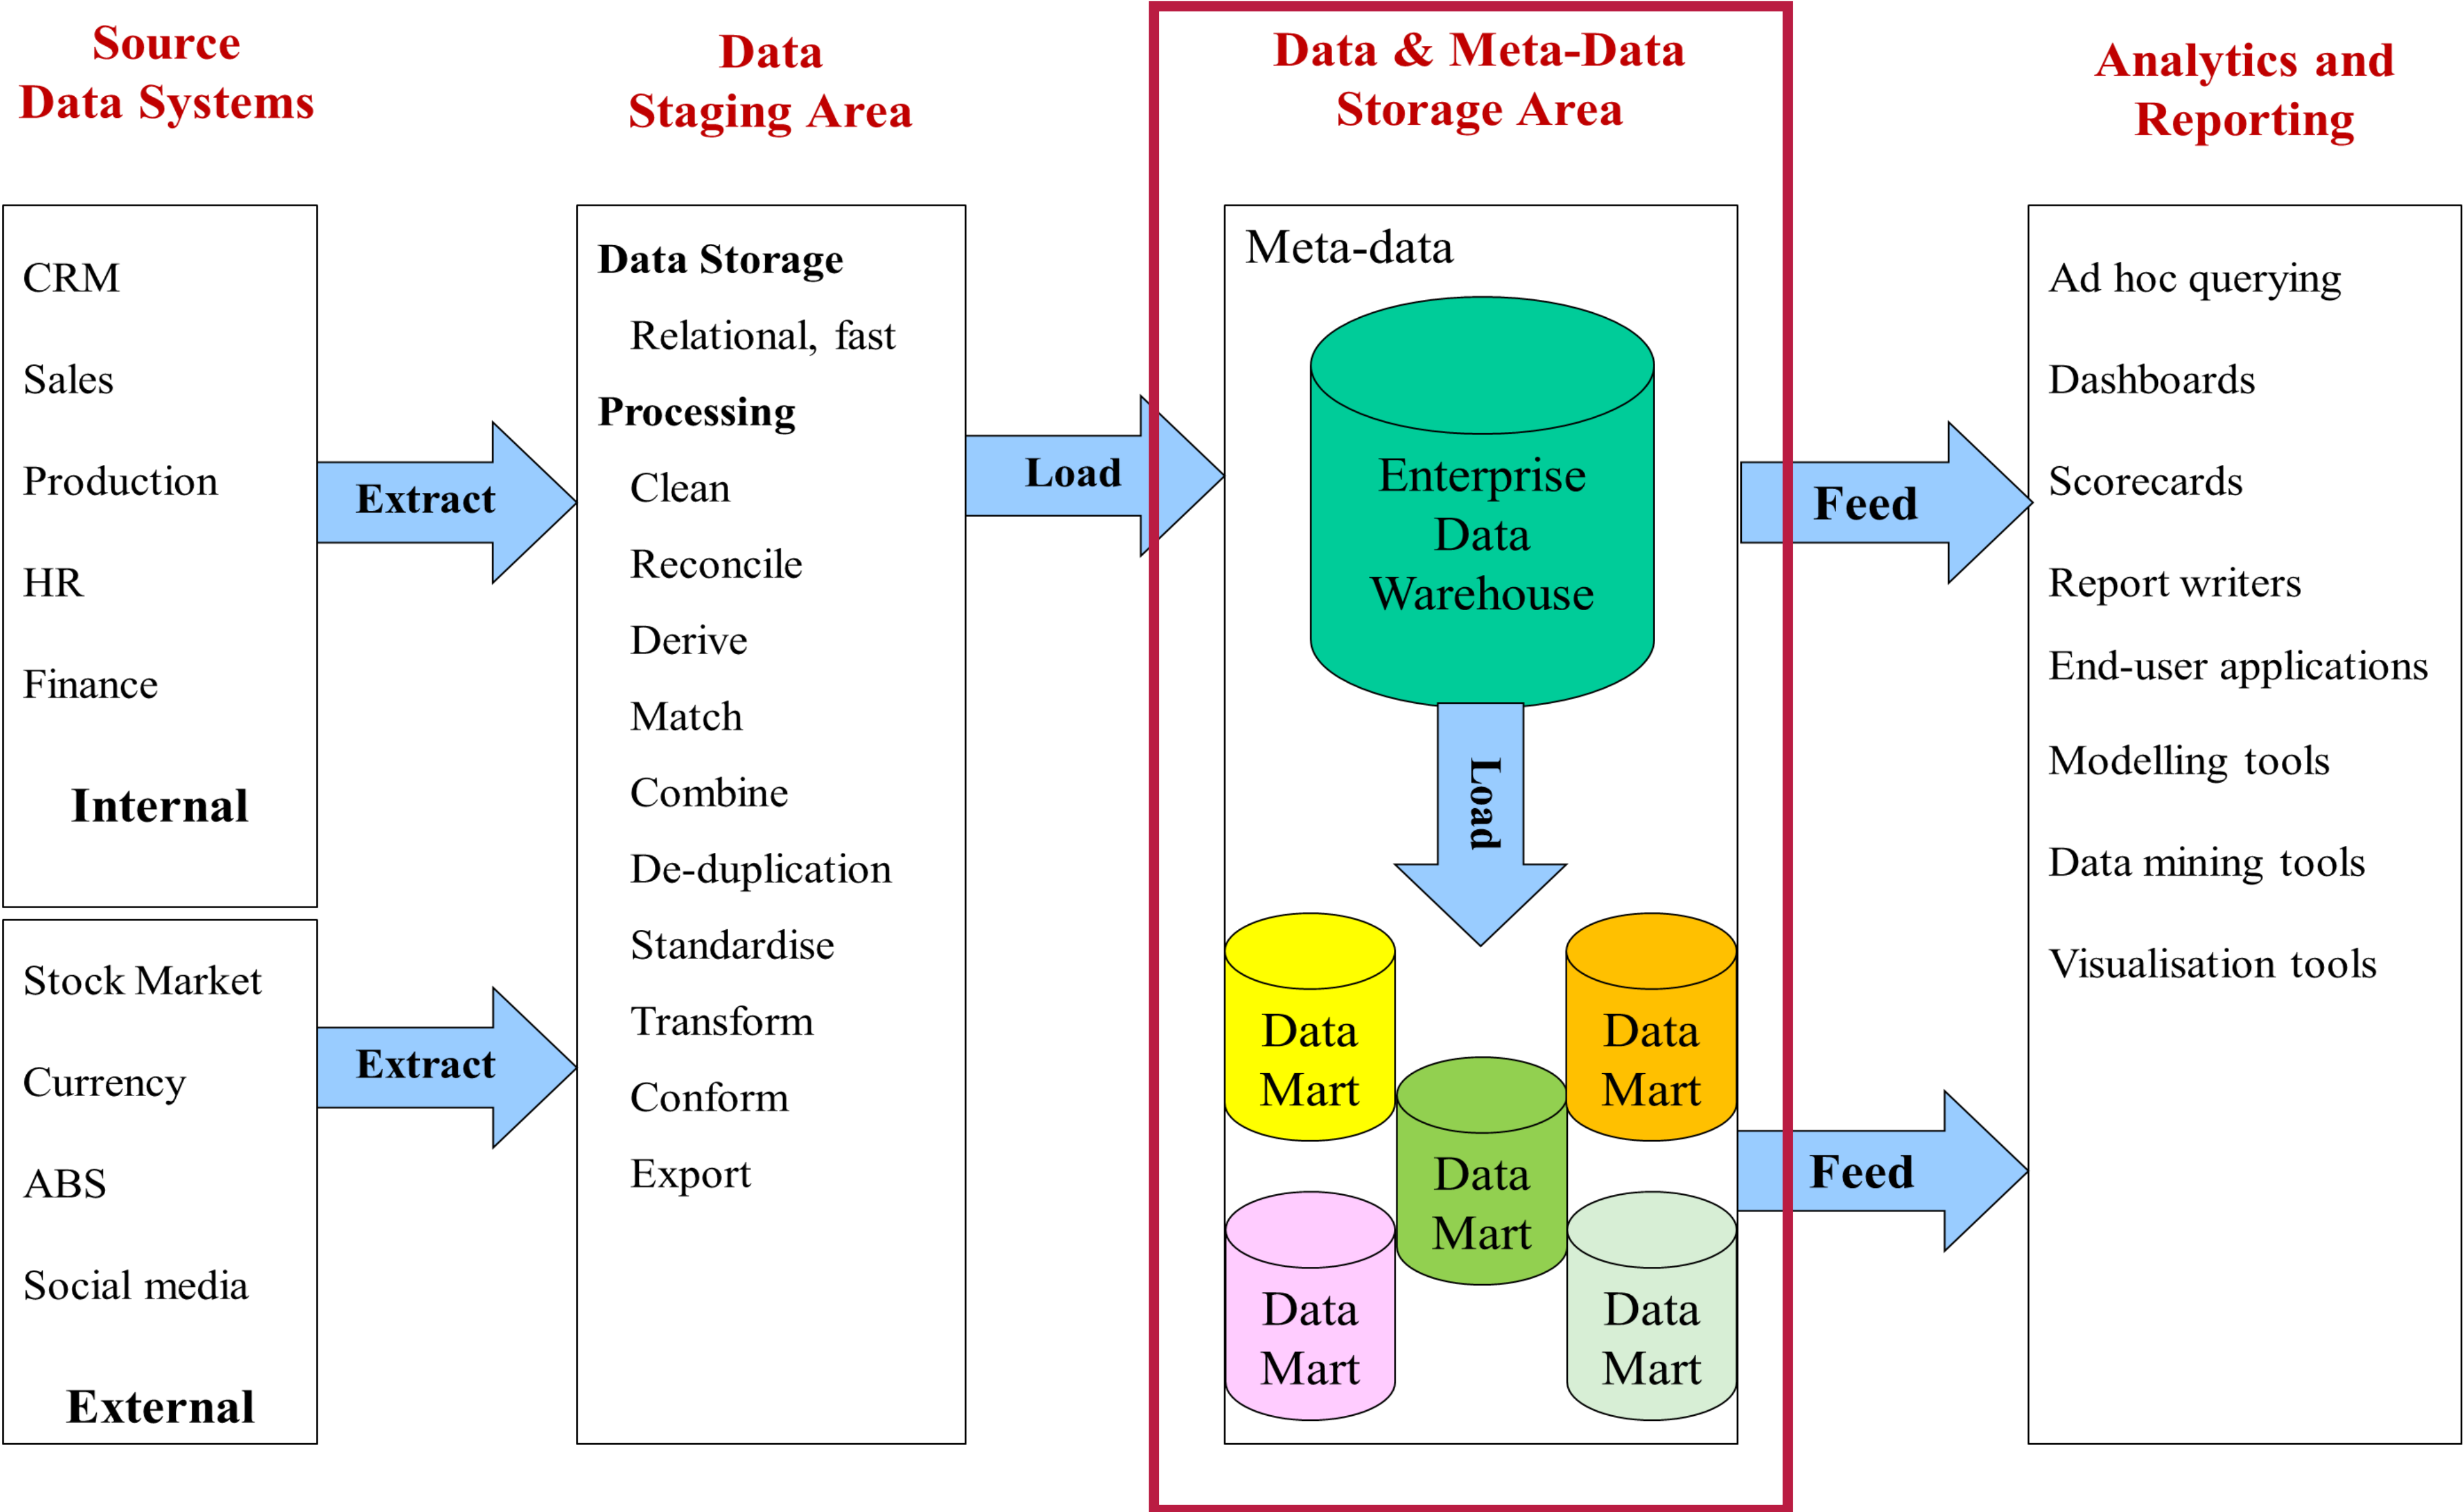 Source
Data Systems
CRM
Sales
Production
HR
Finance
Internal
Stock Market
Currency
ABS
Social media
External
Extract
Extract
Data
Staging Area
Data Storage
Relational, fast
Processing
Clean
Reconcile
Derive
Match
Combine
De-duplication
Standardise
Transform
Conform
Export
Load
Data & Meta-Data
Storage Area
Meta-data
Enterprise
Data
Warehouse
Load
Data
Mart
Data
Mart
Data
Mart
Data
Mart
Data
Mart
Feed
Feed
Analytics and
Reporting
Ad hoc querying
Dashboards
Scorecards
Report writers
End-user applications
Modelling tools
Data mining tools
Visualisation tools